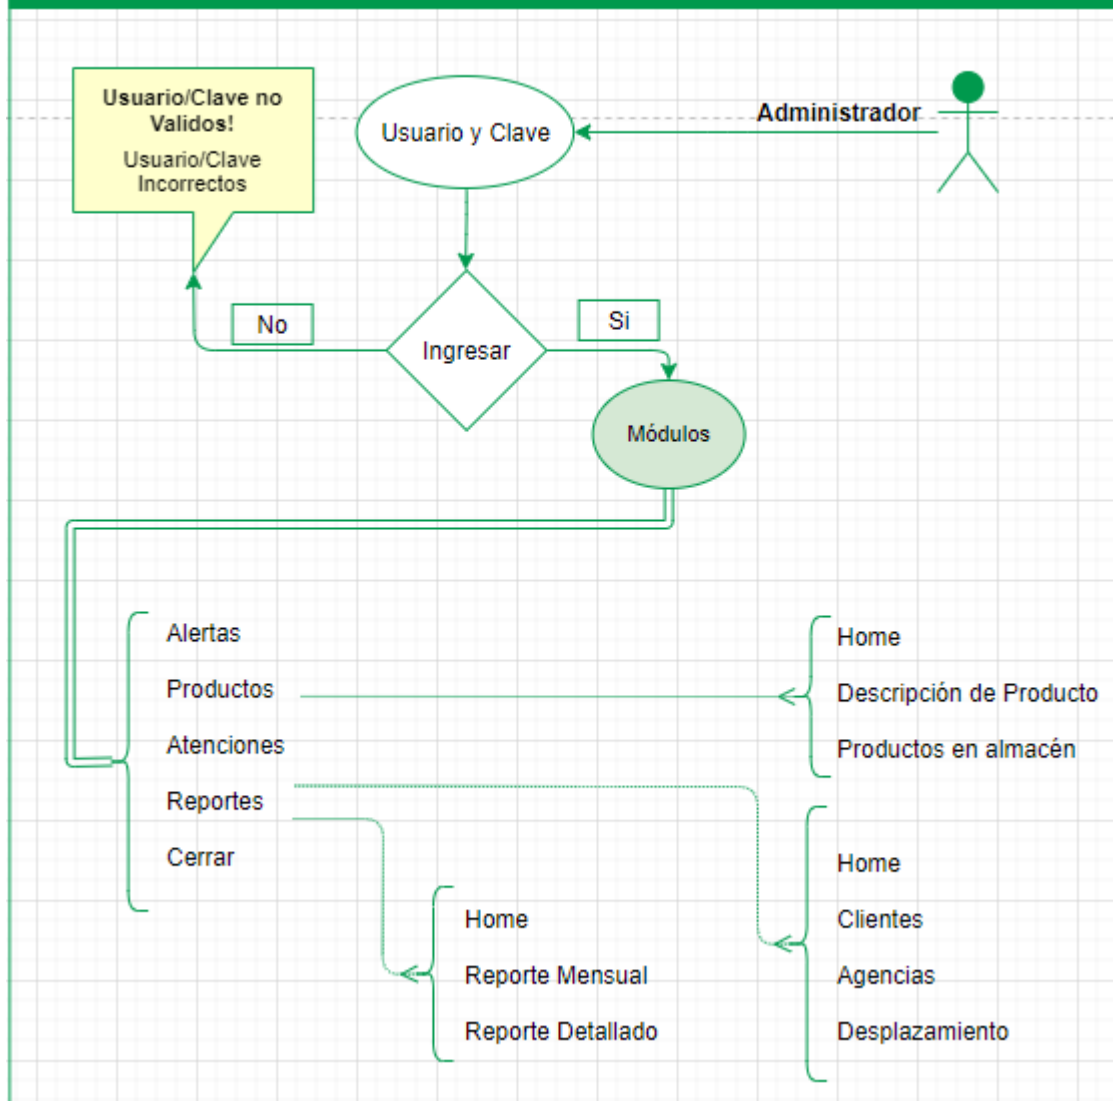 Usuario/Clave no
Validos!
Usuario/Clave
Incorrectos
Usuario y Clave
Administrador
No
Ingresar
Si
Módulos
Alertas
Productos
Atenciones
Reportes
Cerrar
Home
Descripción de Producto
Productos en almacén
Home
Reporte Mensual
Reporte Detallado
Home
Clientes
Agencias
Desplazamiento